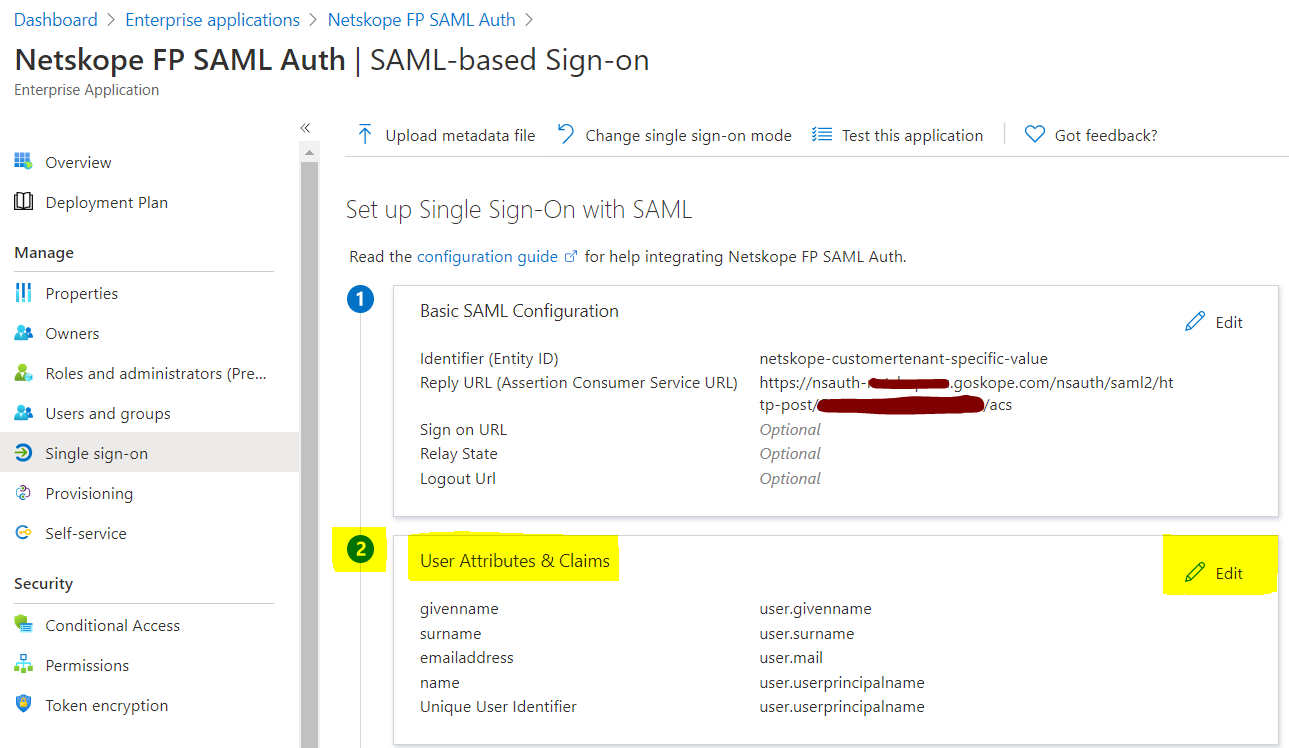 Dashboard > Enterprise applications > Netskope FP SAML Auth >
Netskope FP SAML Auth | SAML-based Sign-on
Enterprise Application
«
Overview
Deployment Plan
Manage
Properties
Owners
Roles and administrators (Pre...
Users and groups
Single sign-on
Provisioning
Self-service
Security
Conditional Access
Permissions
Token encryption
Upload metadata file Change single sign-on mode Test this application Got feedback?
Set up Single Sign-On with SAML
Read the configuration guide for help integrating Netskope FP SAML Auth.
1
Basic SAML Configuration
Edit
Identifier (Entity ID) netskope-customertenant-specific-value
Reply URL (Assertion Consumer Service URL) https://nsauth- .goskope.com/nsauth/saml2/ht
tp-post/ /acs
Sign on URL Optional
Relay State Optional
Logout Url Optional
2
User Attributes & Claims
Edit
givenname user.givenname
surname user.surname
emailaddress user.mail
name user.userprincipalname
Unique User Identifier user.userprincipalname